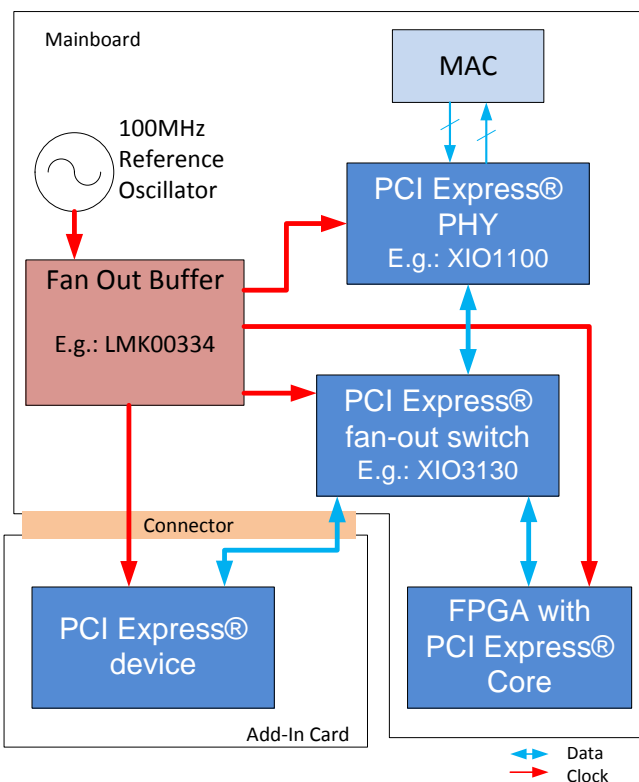 Mainboard
MAC
100MHz
Reference
Oscillator
PCI Express®
PHY
E.g.: XIO1100
Fan Out Buffer
E.g.: LMK00334
PCI Express®
fan-out switch
E.g.: XIO3130
Connector
PCI Express®
device
FPGA with
PCI Express®
Core
Add-In Card
Data
Clock